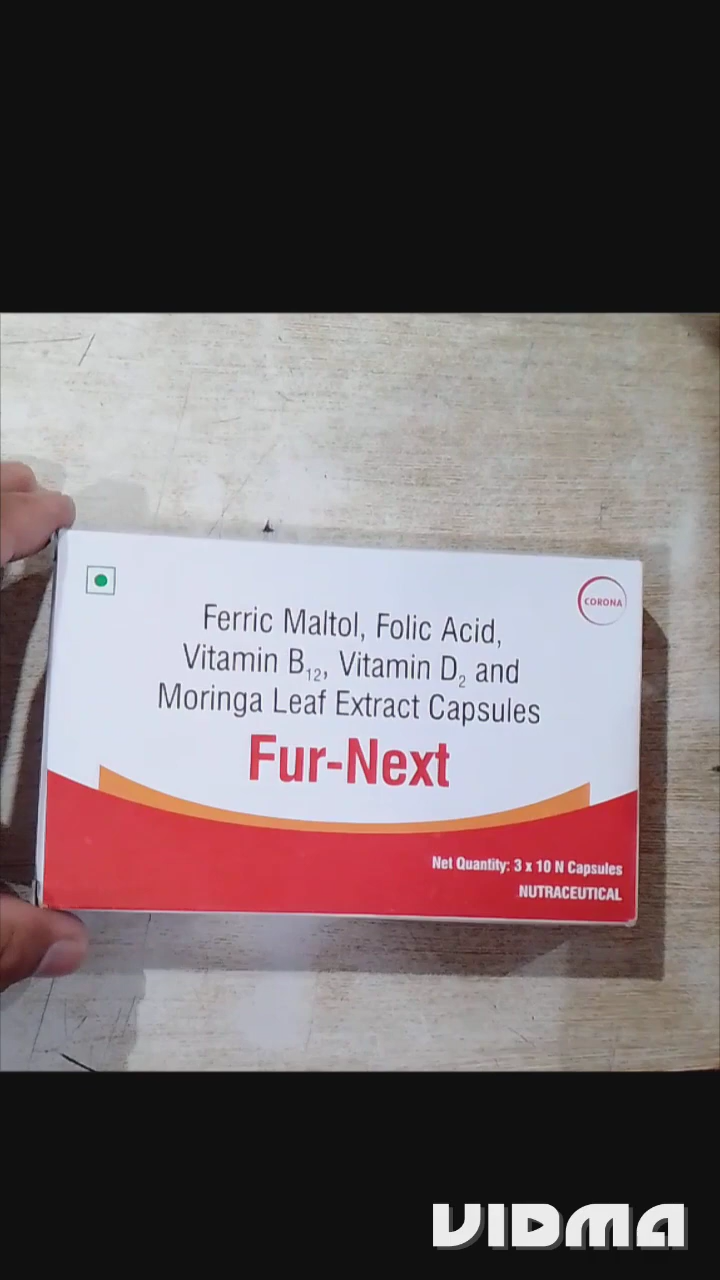 CORONA
Ferric Maltol, Folic Acid,
Vitamin B₁₂, Vitamin D₂ and
Moringa Leaf Extract Capsules
Fur-Next
Net Quantity: 3 x 10 N Capsules
NUTRACEUTICAL
VIDMA